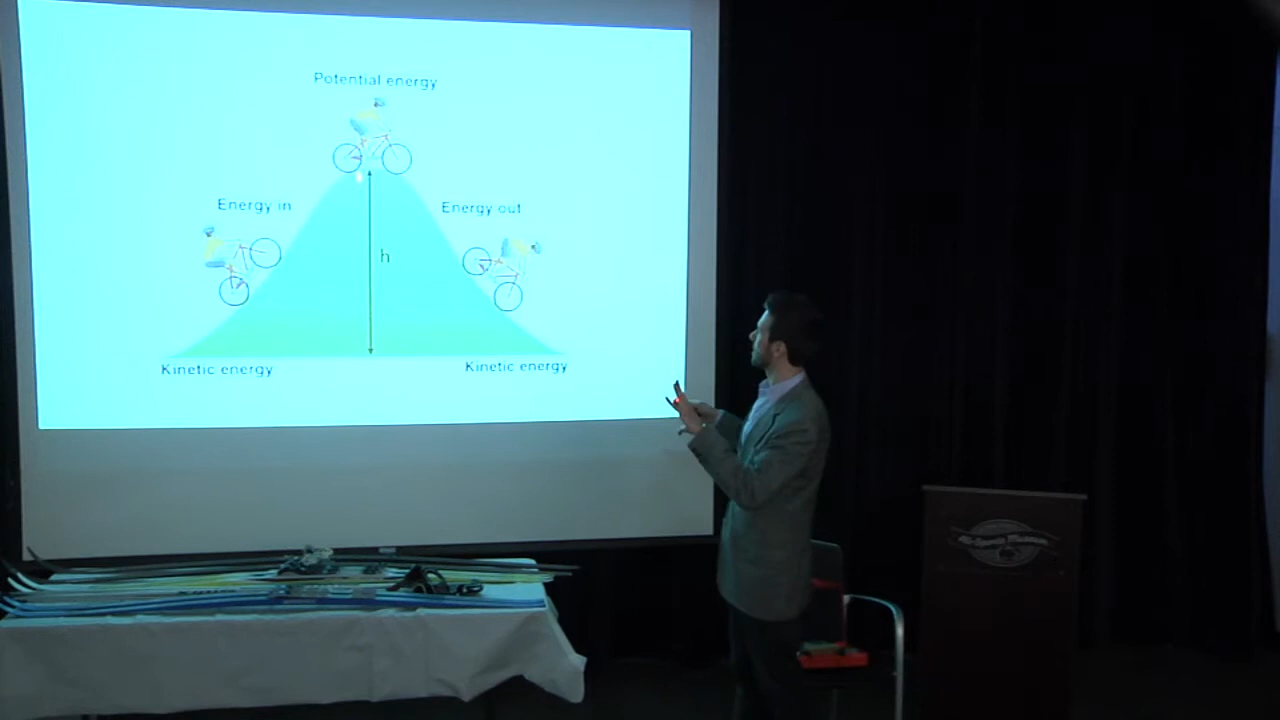 Potential energy
Energy in
Energy out
h
Kinetic energy
Kinetic energy